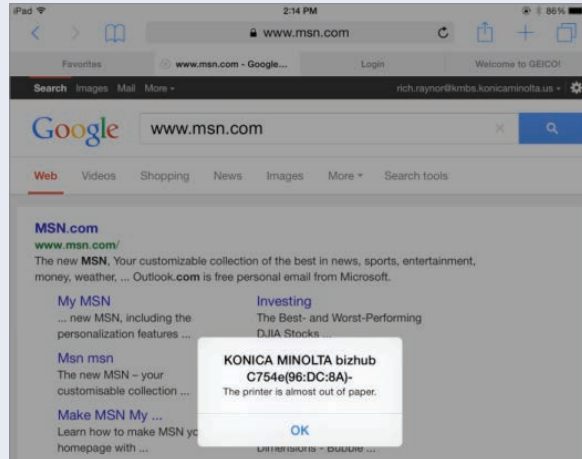 iPad 2:14 PM 86%
www.msn.com
Favorites www.msn.com - Google... Login Welcome to GEICO!
Search Images Mail More rich.raynor@kmbs.konicaminolta.us
Google www.msn.com
Web Videos Shopping News Images More Search tools
MSN.com
www.msn.com/
The new MSN, Your customizable collection of the best in news, sports, entertainment,
money, weather, ... Outlook.com is free personal email from Microsoft.
My MSN
... new MSN, including the
personalization features ...
Investing
The Best- and Worst-Performing
DJIA Stocks ...
Msn msn
The new MSN – your
customisable collection ...
Make MSN My ...
Learn how to make MSN yo
homepage with ...
Dimensions - Bubble ...
KONICA MINOLTA bizhub
C754e(96:DC:8A)-
The printer is almost out of paper.
OK